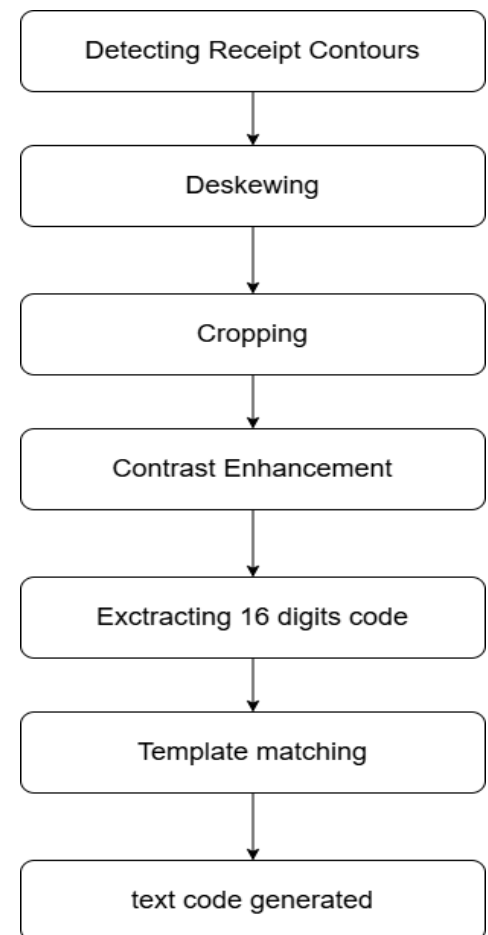 Detecting Receipt Contours
Deskewing
Cropping
Contrast Enhancement
Exctracting 16 digits code
Template matching
text code generated